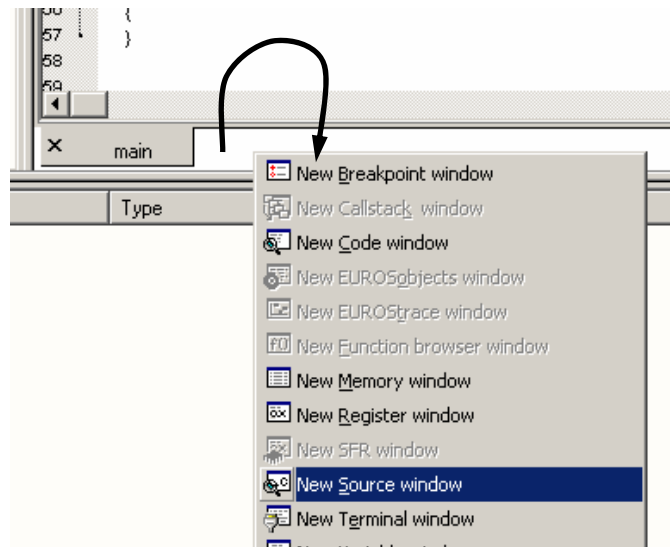 56 {
57 }
58
59
× main
Type
New Breakpoint window
New Callstack window
New Code window
New EUROSobjects window
New EUROStrace window
New Function browser window
New Memory window
New Register window
New SFR window
New Source window
New Terminal window